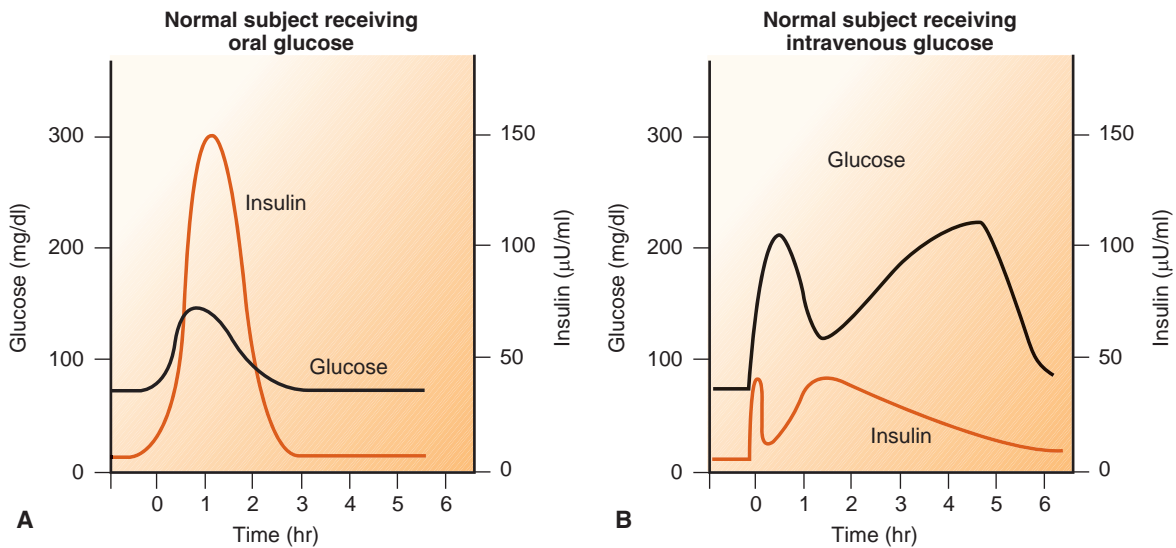 Normal subject receiving
oral glucose
300
200
100
0
Glucose (mg/dl)
150
100
50
0
Insulin (µU/ml)
Insulin
Glucose
0 1 2 3 4 5 6
Time (hr)
A
Normal subject receiving
intravenous glucose
300
200
100
0
Glucose (mg/dl)
150
100
50
0
Insulin (µU/ml)
Glucose
Insulin
0 1 2 3 4 5 6
Time (hr)
B